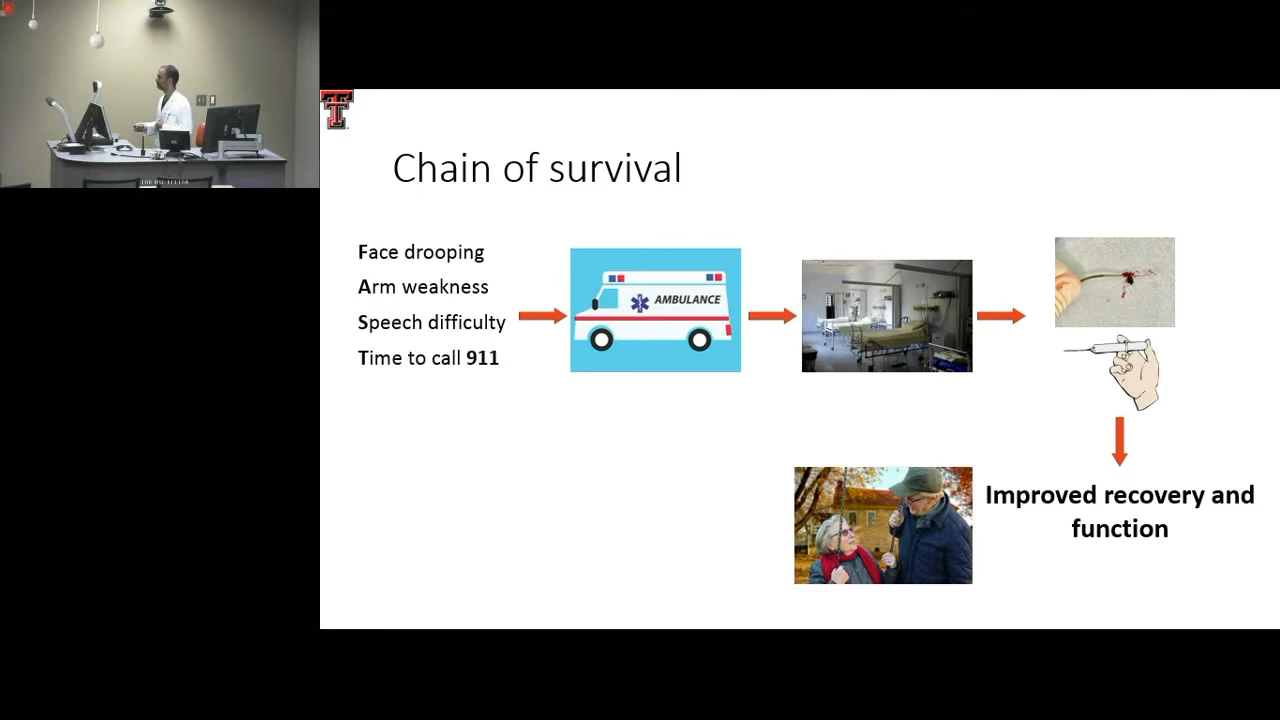 Chain of survival
Face drooping
Arm weakness
Speech difficulty
Time to call 911
AMBULANCE
Improved recovery and
function